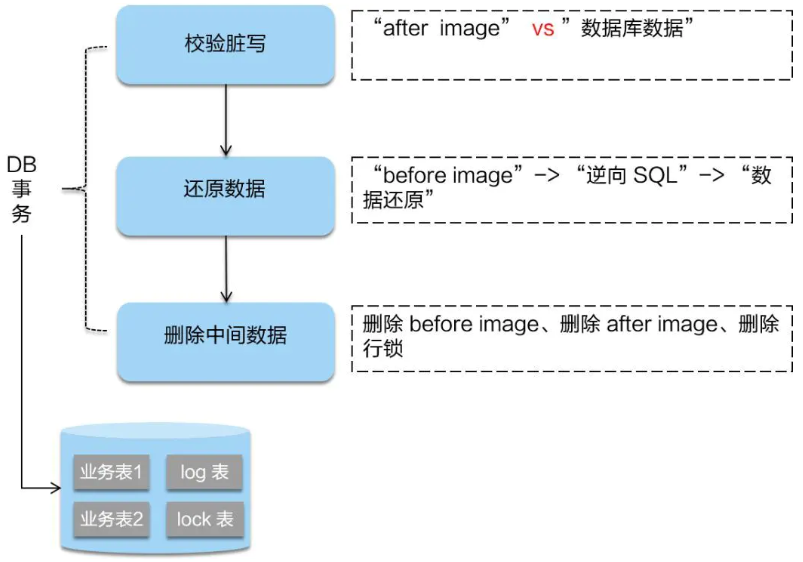 校验脏写
“after image” vs ”数据库数据”
DB
事
务
还原数据
“before image”-> “逆向 SQL”-> “数
据还原”
删除中间数据
删除 before image、删除 after image、删除
行锁
业务表1
log 表
业务表2
lock 表